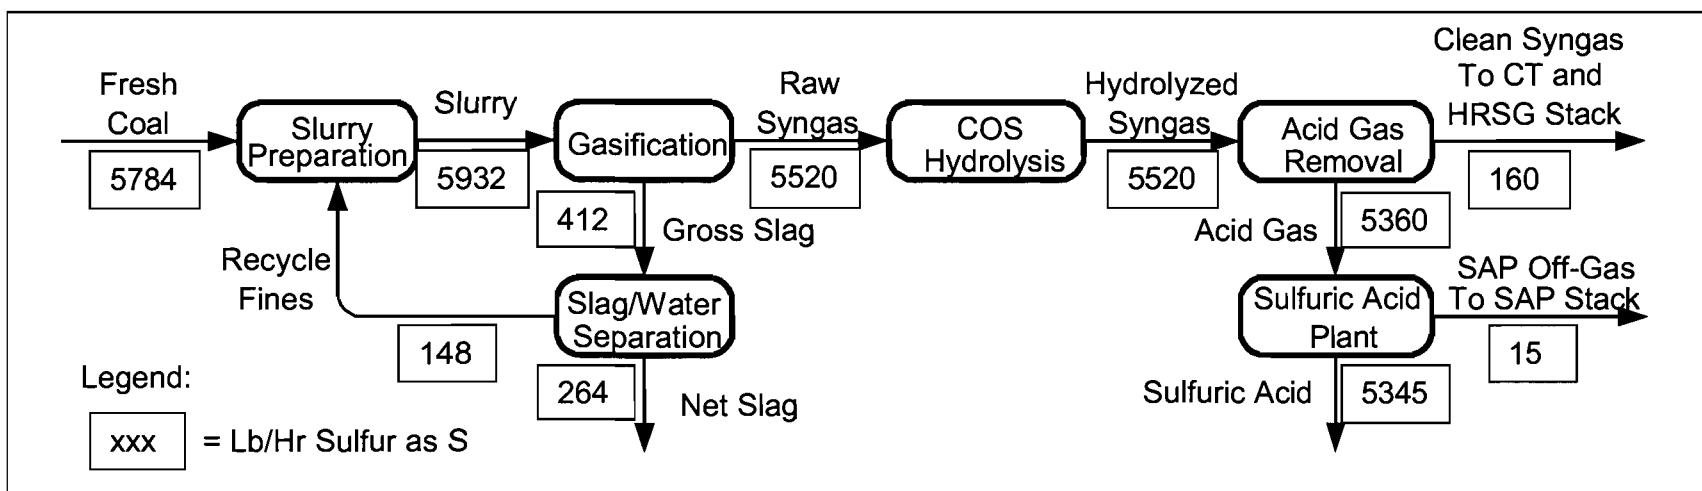 Fresh
Coal
5784
Slurry
Preparation
Slurry
5932
Gasification
Raw
Syngas
5520
COS
Hydrolysis
Hydrolyzed
Syngas
5520
Acid Gas
Removal
Clean Syngas
To CT and
HRSG Stack
160
412
Gross Slag
5360
Acid Gas
Recycle
Fines
148
Slag/Water
Separation
264
Net Slag
Sulfuric Acid
Plant
SAP Off-Gas
To SAP Stack
15
Sulfuric Acid
5345
Legend:
xxx = Lb/Hr Sulfur as S